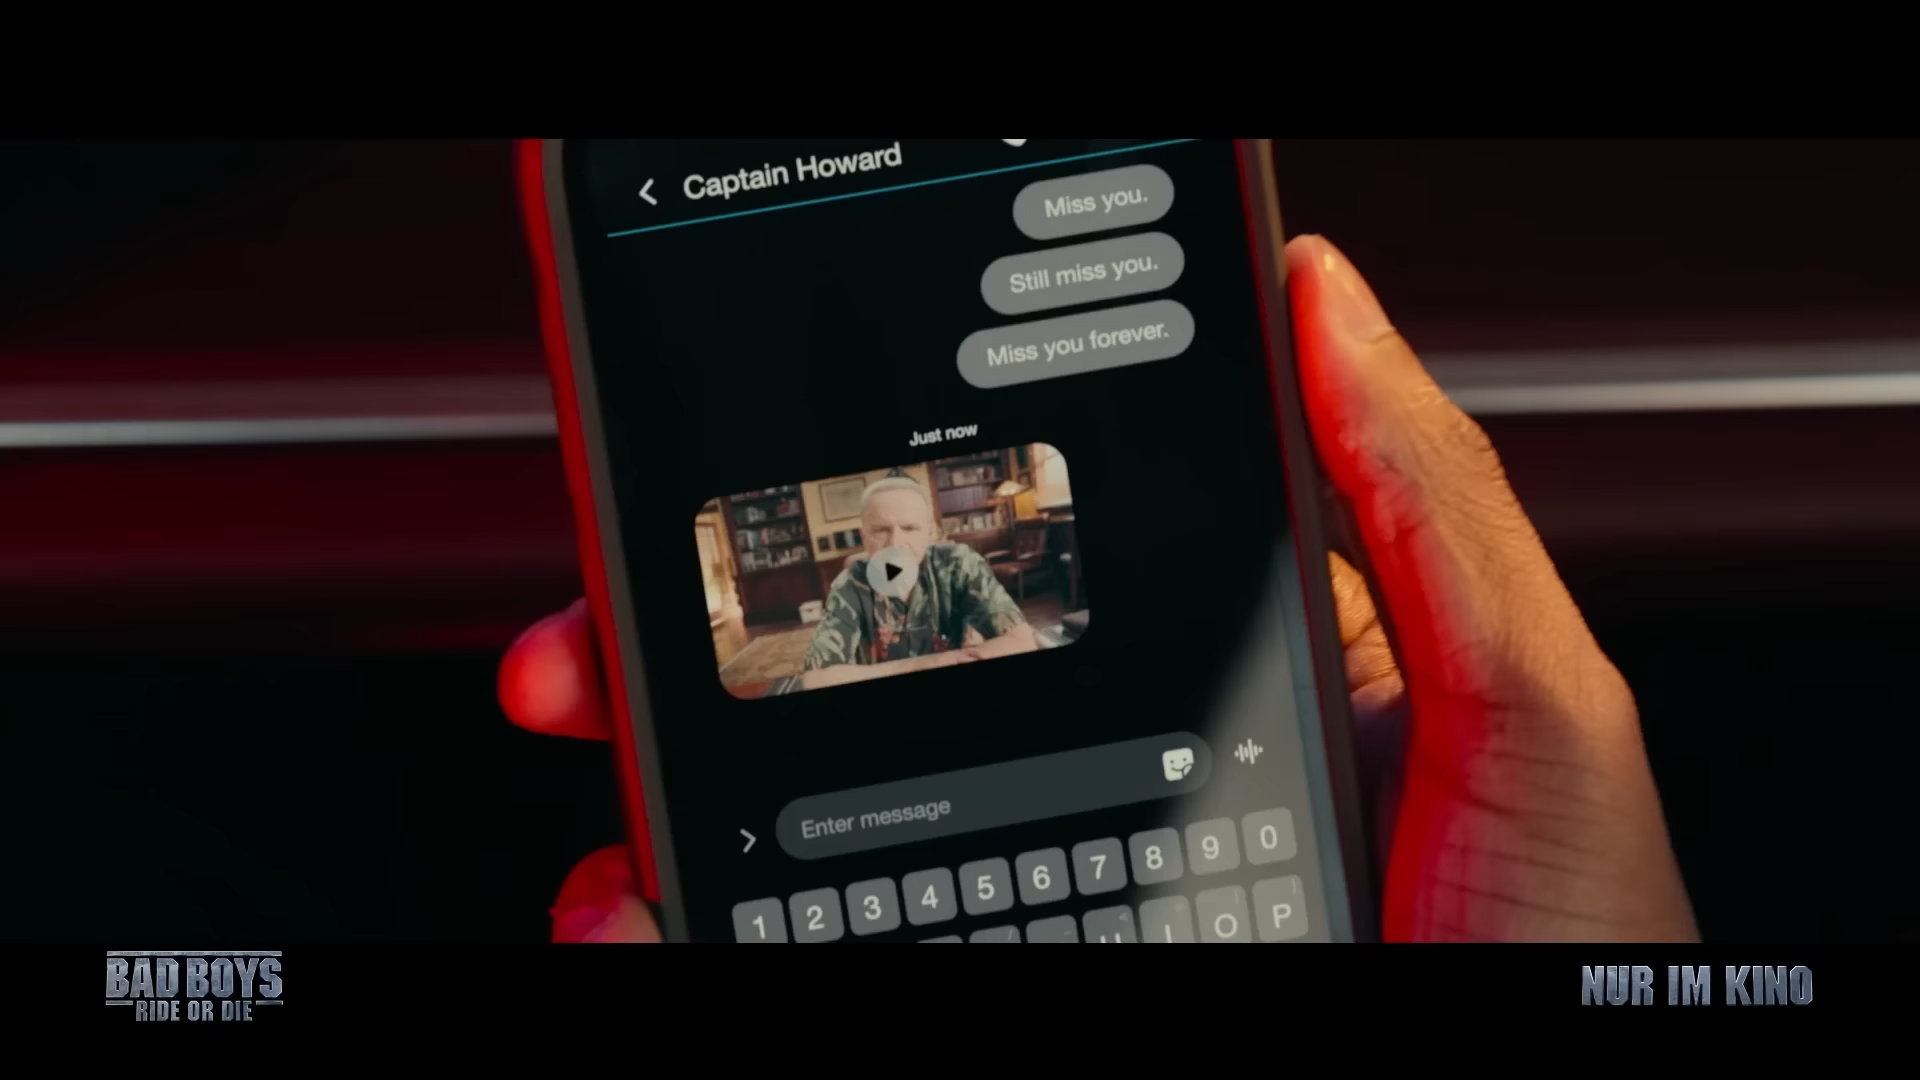 Captain Howard
Miss you.
Still miss you.
Miss you forever.
Just now
Enter message
1 2 3 4 5 6 7 8 9 0
U I O P
BAD BOYS
RIDE OR DIE
NUR IM KINO